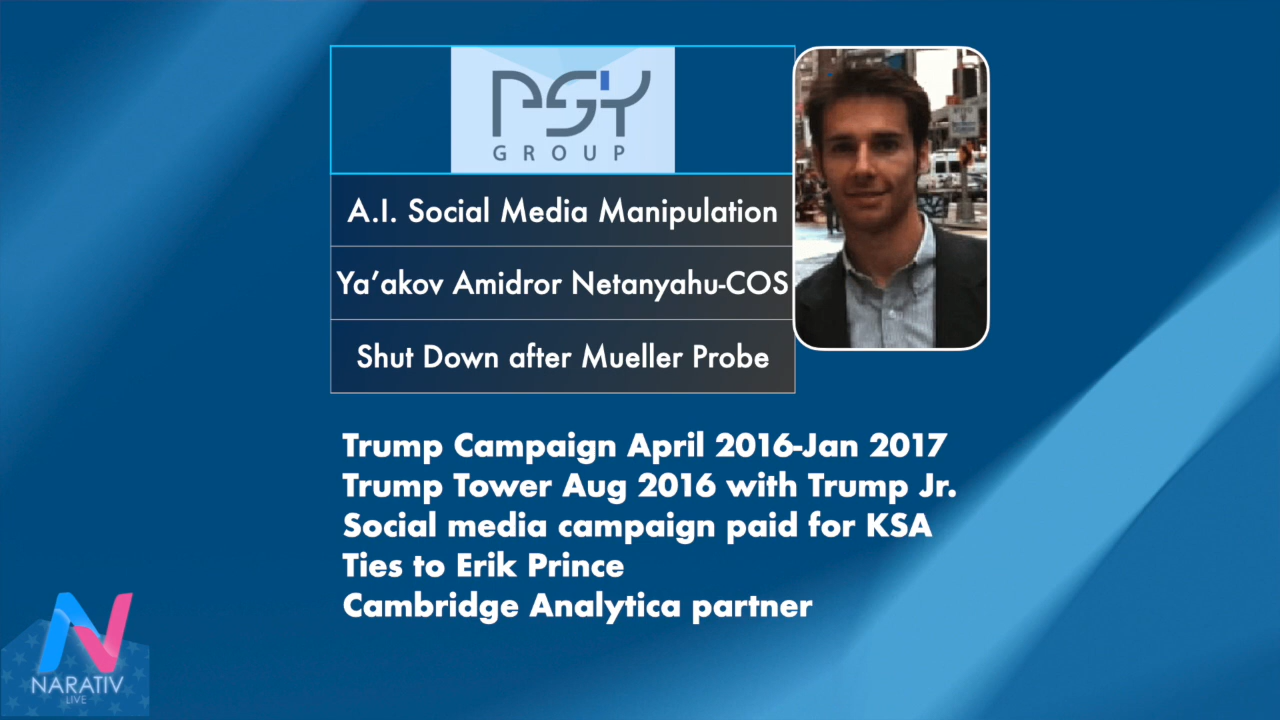 PSY
GROUP
A.I. Social Media Manipulation
Ya'akov Amidror Netanyahu-COS
Shut Down after Mueller Probe
Trump Campaign April 2016-Jan 2017
Trump Tower Aug 2016 with Trump Jr.
Social media campaign paid for KSA
Ties to Erik Prince
Cambridge Analytica partner
N
NARATIV
LIVE